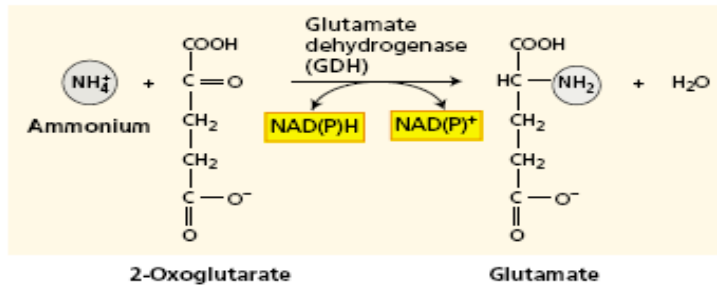 Glutamate
dehydrogenase
(GDH)
NH₄⁺ + COOH
C=O
CH₂
CH₂
C—O⁻
O
Ammonium
NAD(P)H
NAD(P)⁺
COOH
HC—NH₂ + H₂O
CH₂
CH₂
C—O⁻
O
2-Oxoglutarate
Glutamate